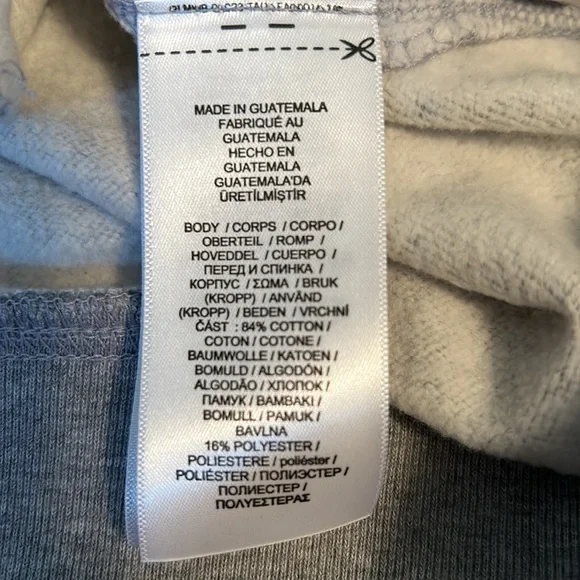 MADE IN GUATEMALA
FABRIQUÉ AU
GUATEMALA
HECHO EN
GUATEMALA
GUATEMALA'DA
ÜRETİLMİŞTİR
BODY / CORPS / CORPO /
OBERTEIL / ROMP /
HOVEDDEL / CUERPO /
ПЕРЕД И СПИНКА /
КОРПУС / ΣΩΜΑ / BRUK
(KROPP) / ANVÄND
(KROPP) / BEDEN / VRCHNÍ
ČÁST : 84% COTTON /
COTON / COTONE /
BAUMWOLLE / KATOEN /
BOMULD / ALGODÓN /
ALGODÃO / ХЛОПОК /
ПАМУК / ΒΑΜΒΑΚΙ /
BOMULL / PAMUK /
BAVLNA
16% POLYESTER /
POLIESTERE / poliéster /
POLIÉSTER / ПОЛИЭСТЕР /
ПОЛИЕСТЕР /
ΠΟΛΥΕΣΤΕΡΑΣ